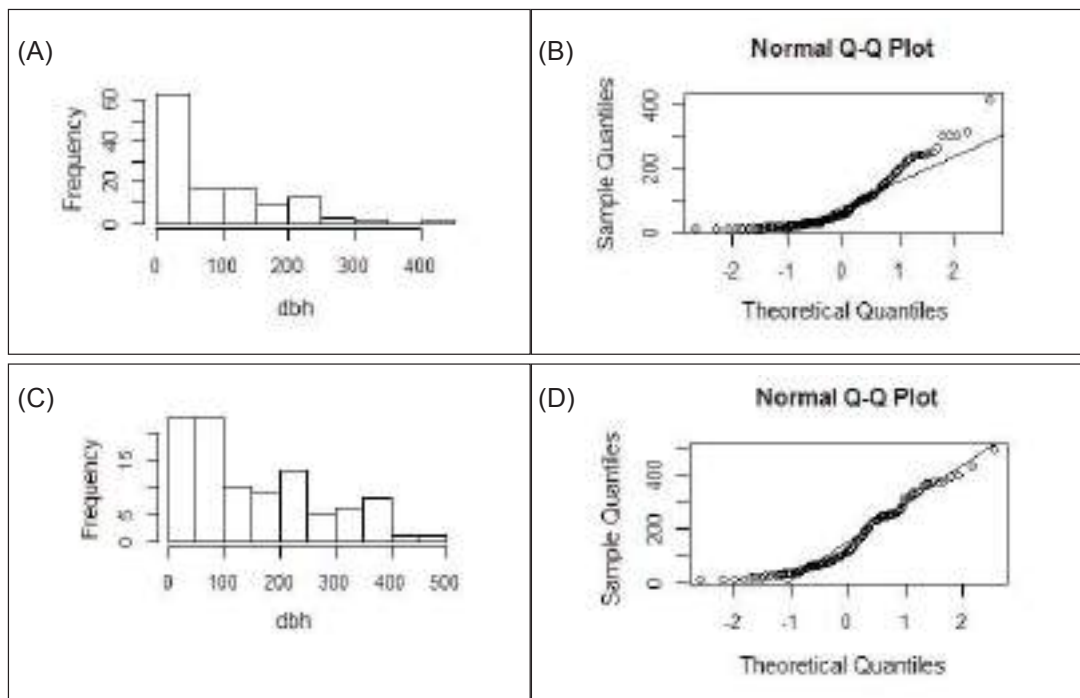 (A)
Frequency
0 20 40 60
0 100 200 300 400
dbh
(B)
Normal Q-Q Plot
Sample Quantiles
0 200 400
-2 -1 0 1 2
Theoretical Quantiles
(C)
Frequency
0 5 15
0 100 200 300 400 500
dbh
(D)
Normal Q-Q Plot
Sample Quantiles
0 200 400
-2 -1 0 1 2
Theoretical Quantiles